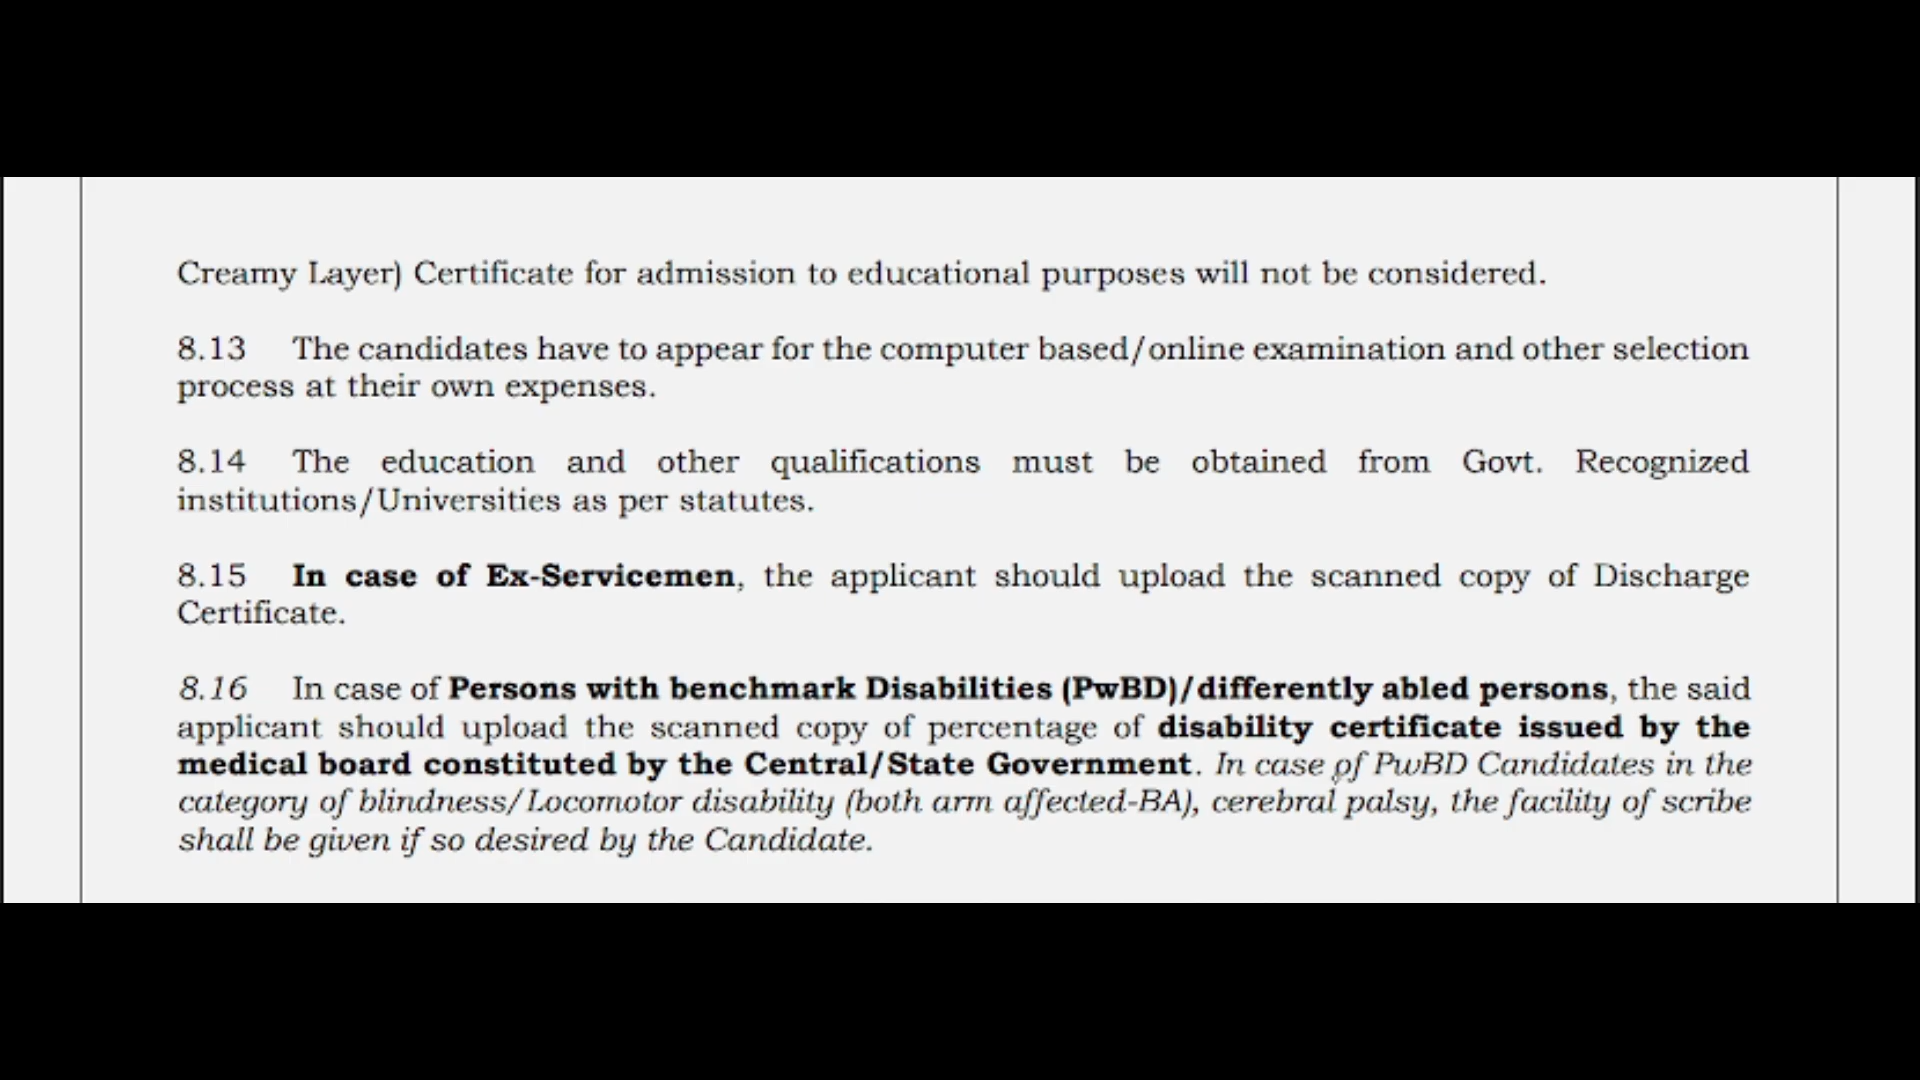 Creamy Layer) Certificate for admission to educational purposes will not be considered.
8.13 The candidates have to appear for the computer based/online examination and other selection
process at their own expenses.
8.14 The education and other qualifications must be obtained from Govt. Recognized
institutions/Universities as per statutes.
8.15 In case of Ex-Servicemen, the applicant should upload the scanned copy of Discharge
Certificate.
8.16 In case of Persons with benchmark Disabilities (PwBD)/differently abled persons, the said
applicant should upload the scanned copy of percentage of disability certificate issued by the
medical board constituted by the Central/State Government. In case of PwBD Candidates in the
category of blindness/Locomotor disability (both arm affected-BA), cerebral palsy, the facility of scribe
shall be given if so desired by the Candidate.